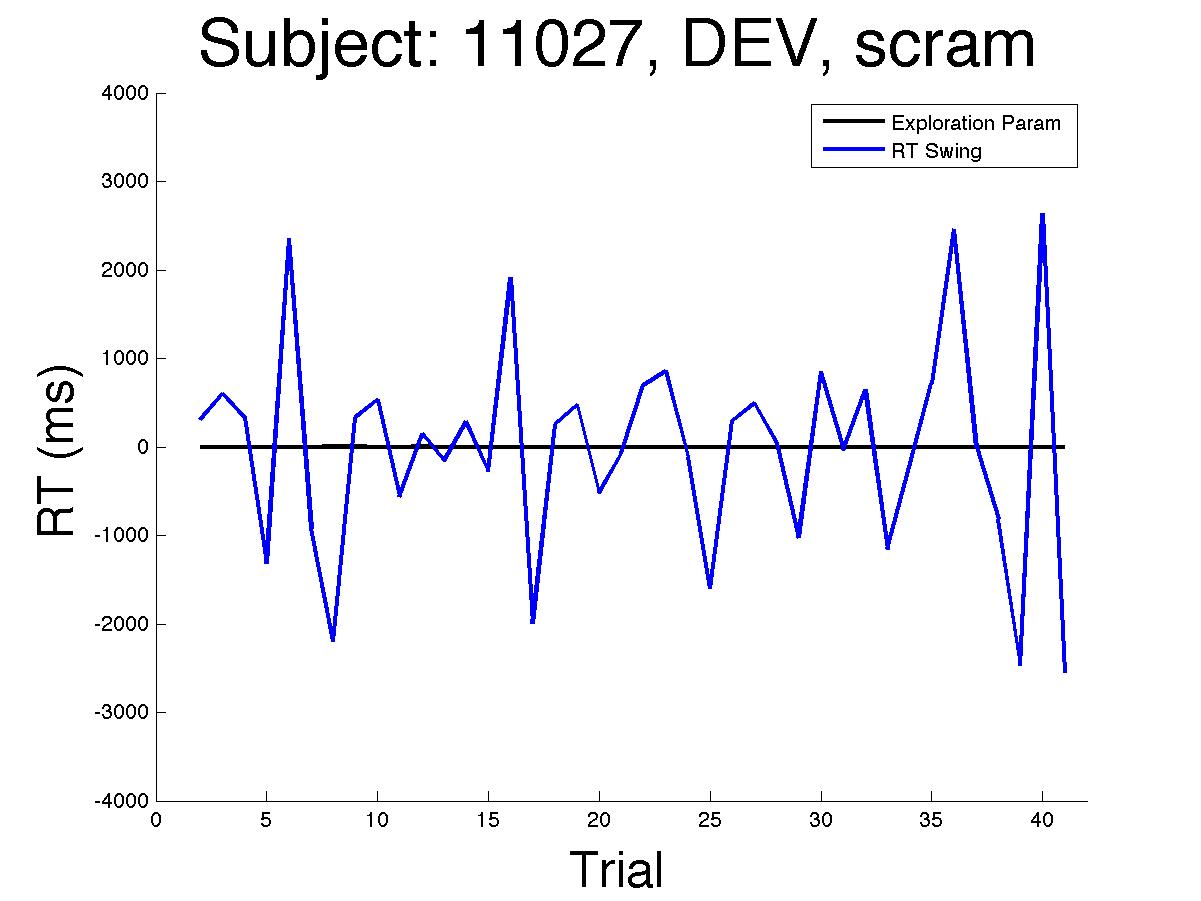 Subject: 11027, DEV, scram
4000
Exploration Param
RT Swing
3000
2000
1000
0
-1000
-2000
-3000
-4000
RT (ms)
0 5 10 15 20 25 30 35 40
Trial